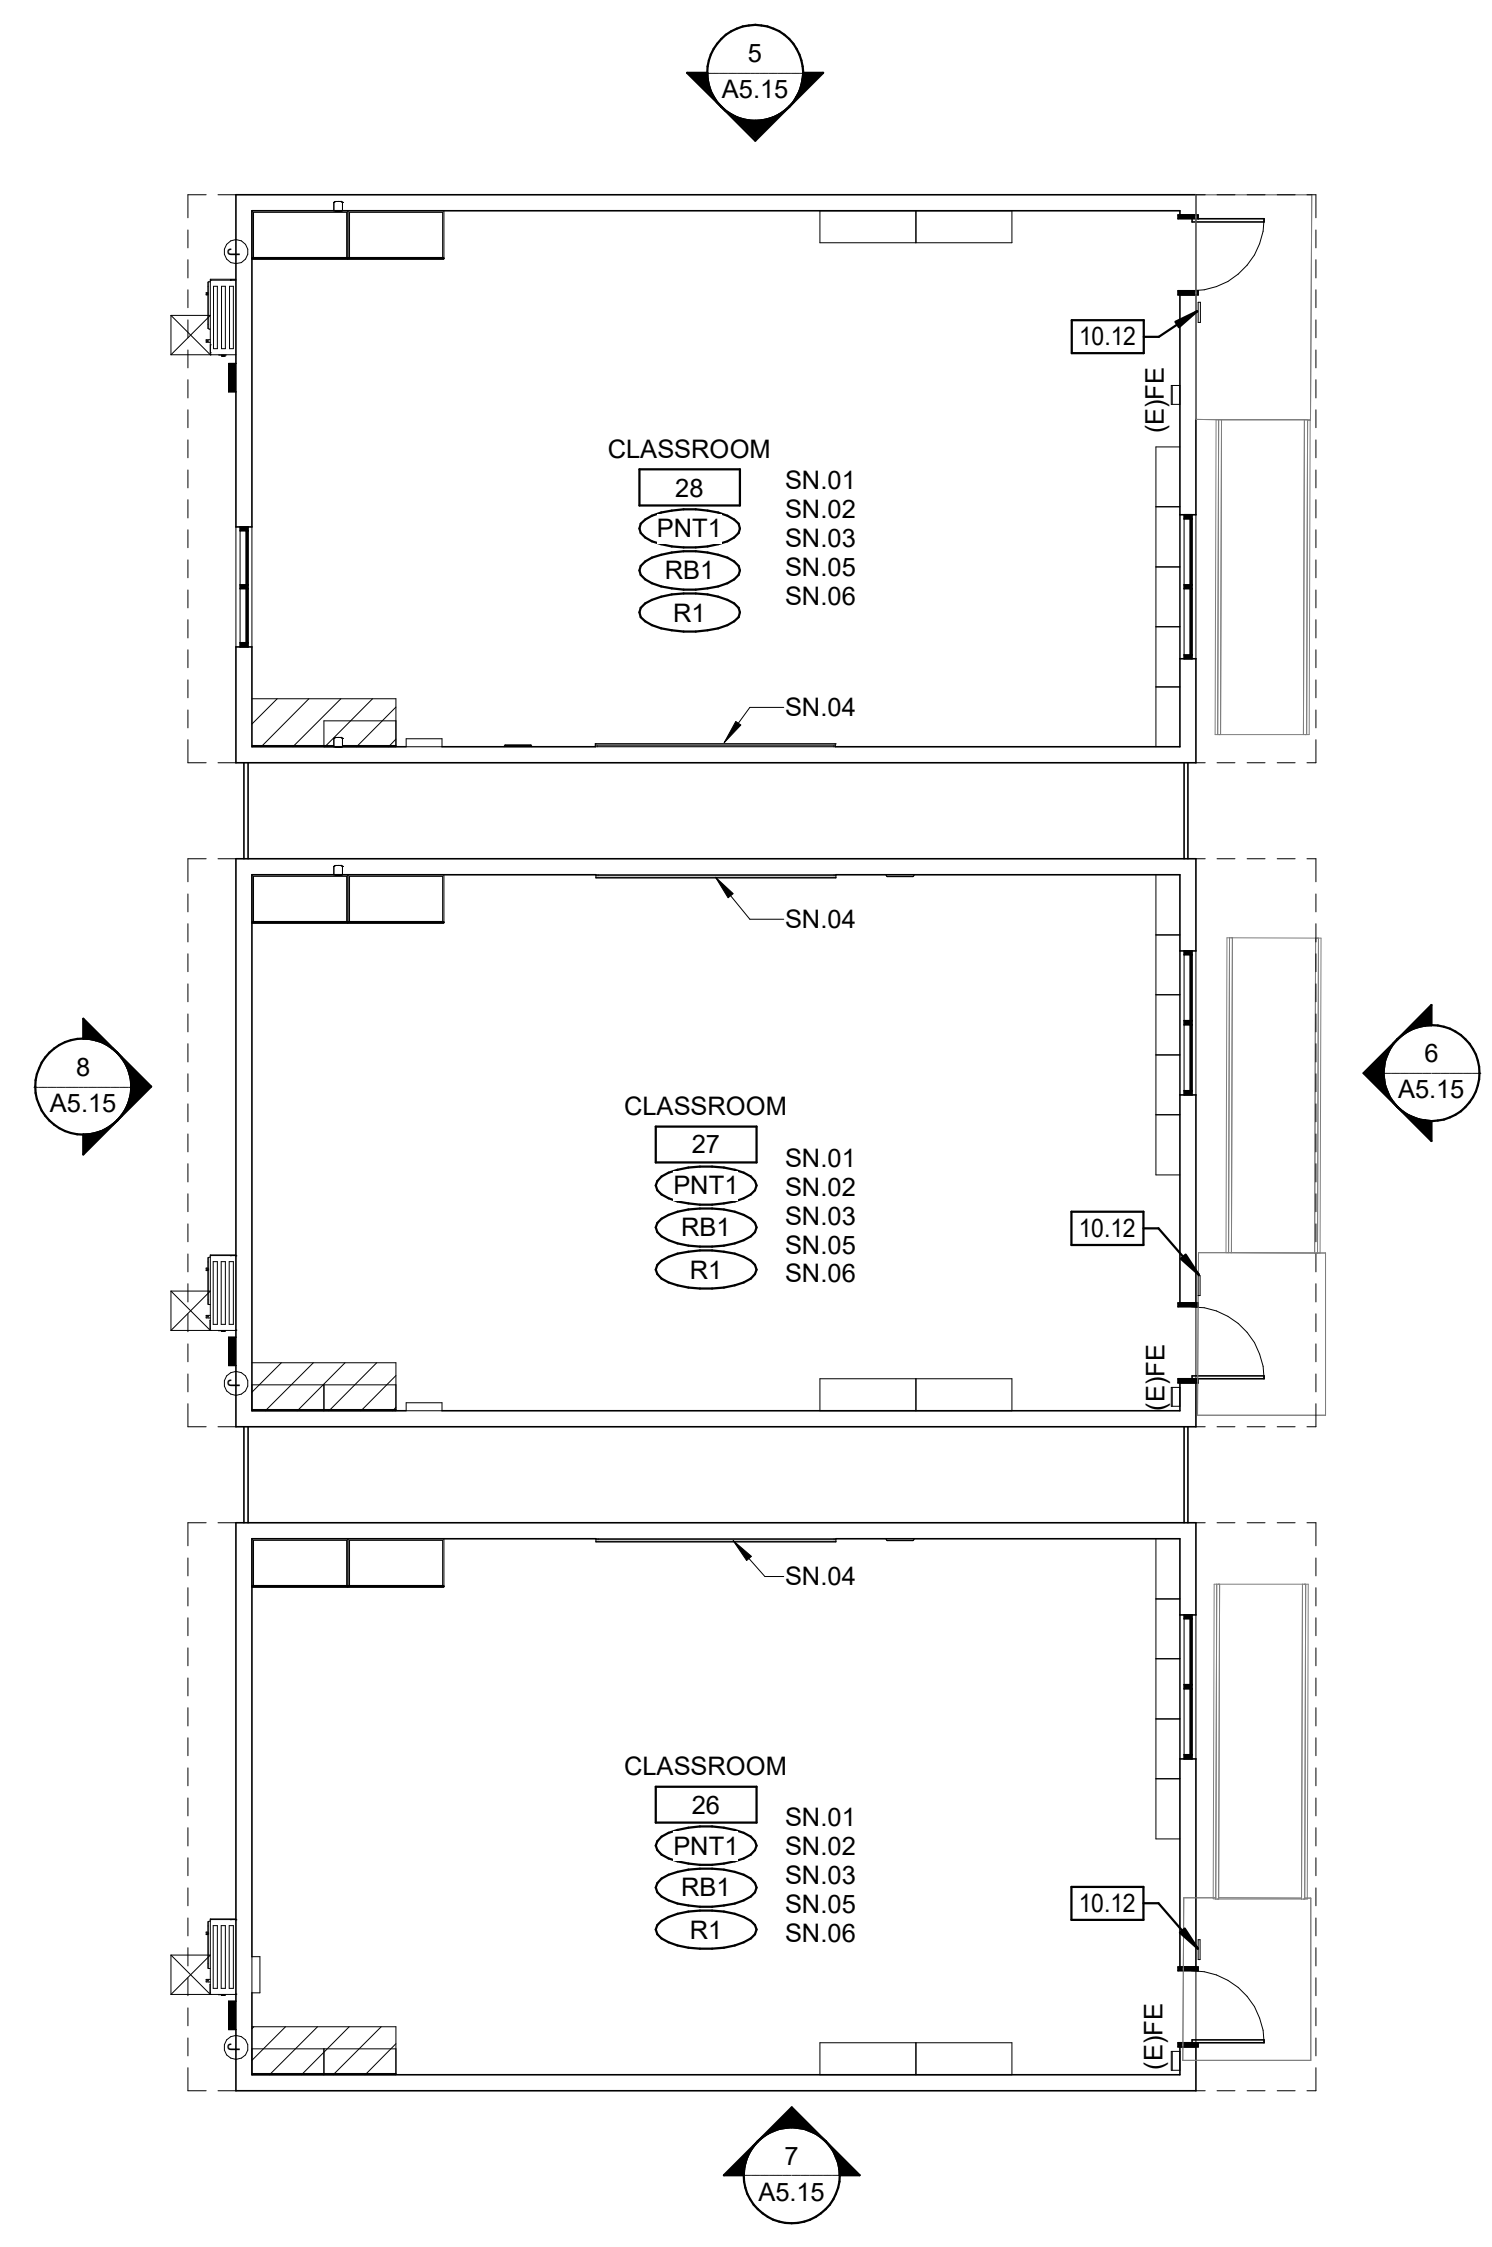 5
A5.15
J
10.12
(E)FE
CLASSROOM
28
PNT1
RB1
R1
SN.01
SN.02
SN.03
SN.05
SN.06
SN.04
SN.04
8
A5.15
6
A5.15
CLASSROOM
27
PNT1
RB1
R1
SN.01
SN.02
SN.03
SN.05
SN.06
10.12
(E)FE
J
SN.04
CLASSROOM
26
PNT1
RB1
R1
SN.01
SN.02
SN.03
SN.05
SN.06
10.12
(E)FE
J
7
A5.15